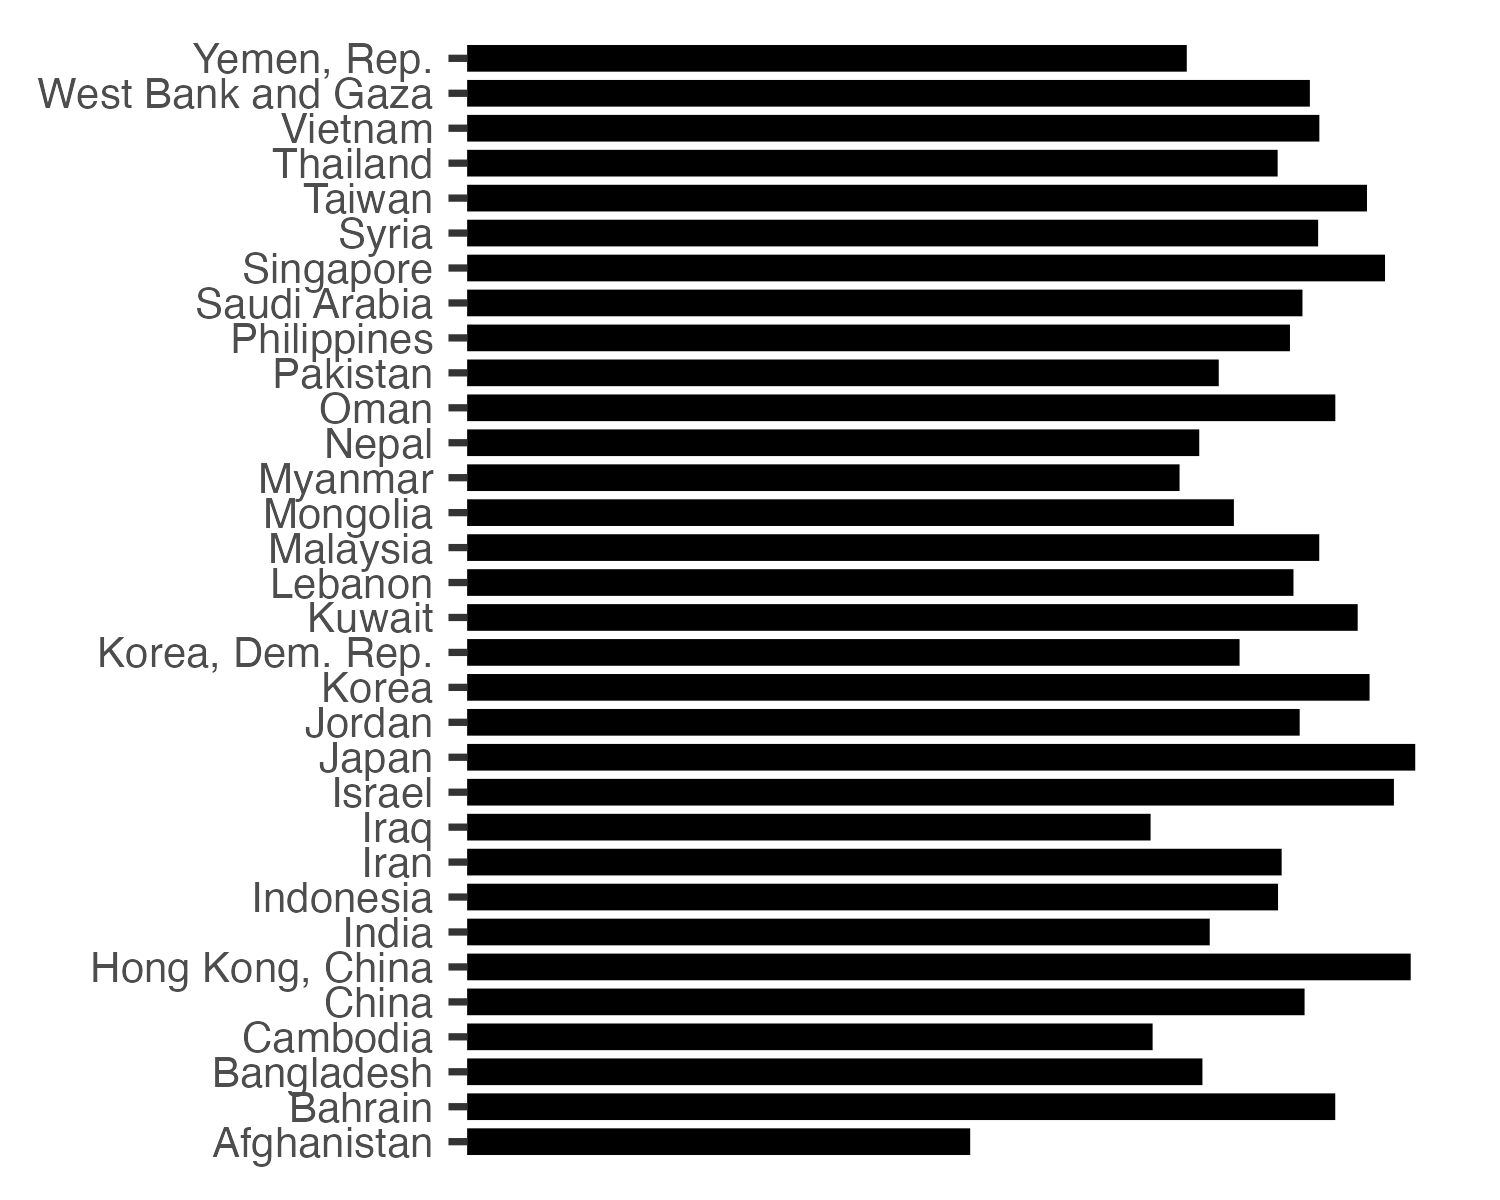 Yemen, Rep.
West Bank and Gaza
Vietnam
Thailand
Taiwan
Syria
Singapore
Saudi Arabia
Philippines
Pakistan
Oman
Nepal
Myanmar
Mongolia
Malaysia
Lebanon
Kuwait
Korea, Dem. Rep.
Korea
Jordan
Japan
Israel
Iraq
Iran
Indonesia
India
Hong Kong, China
China
Cambodia
Bangladesh
Bahrain
Afghanistan